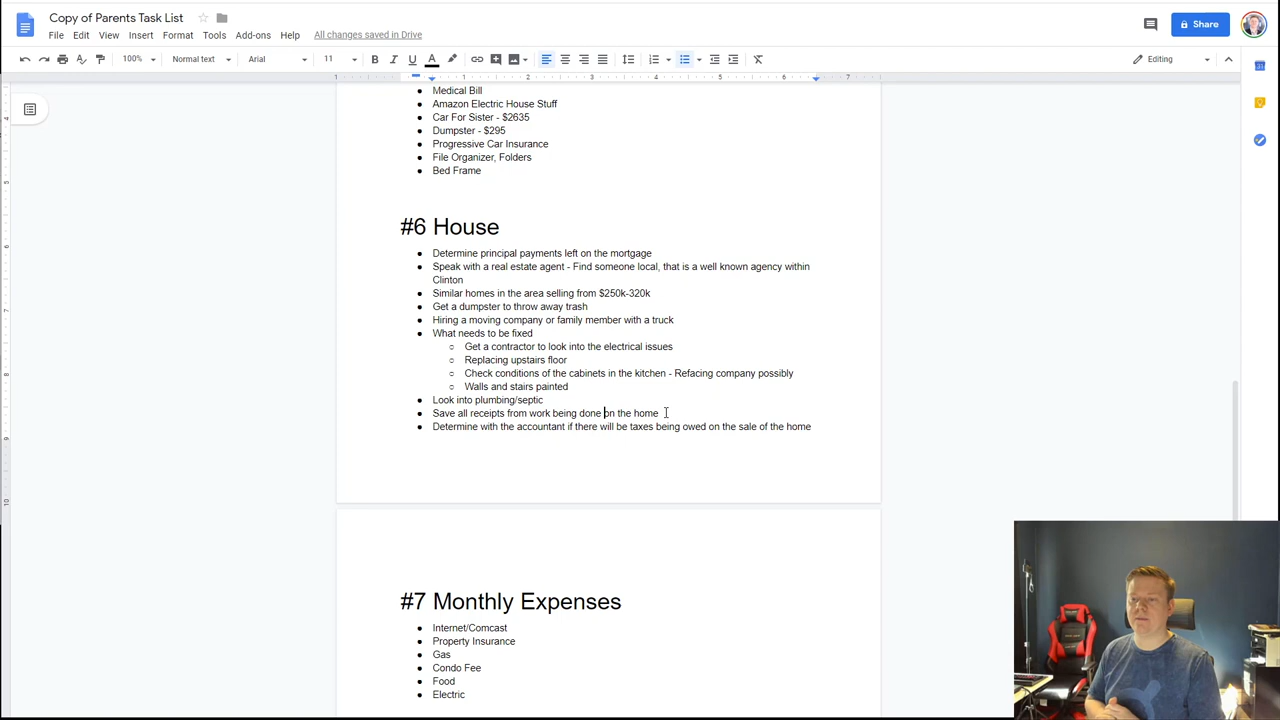 Copy of Parents Task List
File Edit View Insert Format Tools Add-ons Help All changes saved in Drive
Share
100% Normal text Arial 11 B I U A Editing
1 1 2 3 4 5 6 7
Medical Bill
Amazon Electric House Stuff
Car For Sister - $2635
Dumpster - $295
Progressive Car Insurance
File Organizer, Folders
Bed Frame
#6 House
Determine principal payments left on the mortgage
Speak with a real estate agent - Find someone local, that is a well known agency within
Clinton
Similar homes in the area selling from $250k-320k
Get a dumpster to throw away trash
Hiring a moving company or family member with a truck
What needs to be fixed
Get a contractor to look into the electrical issues
Replacing upstairs floor
Check conditions of the cabinets in the kitchen - Refacing company possibly
Walls and stairs painted
Look into plumbing/septic
Save all receipts from work being done on the home
Determine with the accountant if there will be taxes being owed on the sale of the home
#7 Monthly Expenses
Internet/Comcast
Property Insurance
Gas
Condo Fee
Food
Electric